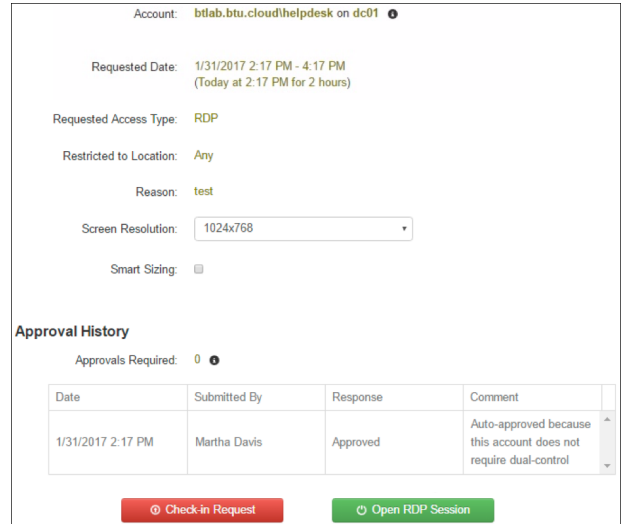 Account: btlab.btu.cloud\helpdesk on dc01
Requested Date: 1/31/2017 2:17 PM - 4:17 PM
(Today at 2:17 PM for 2 hours)
Requested Access Type: RDP
Restricted to Location: Any
Reason: test
Screen Resolution: 1024x768
Smart Sizing:
Approval History
Approvals Required: 0
Date Submitted By Response Comment
1/31/2017 2:17 PM Martha Davis Approved Auto-approved because
this account does not
require dual-control
Check-in Request Open RDP Session